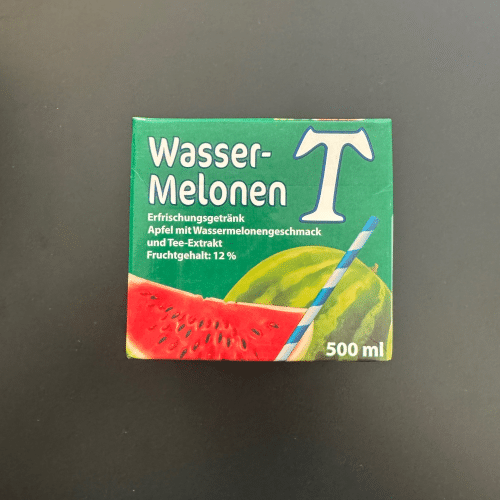 Wasser-
Melonen T
Erfrischungsgetränk
Apfel mit Wassermelonengeschmack
und Tee-Extrakt
Fruchtgehalt: 12 %
500 ml